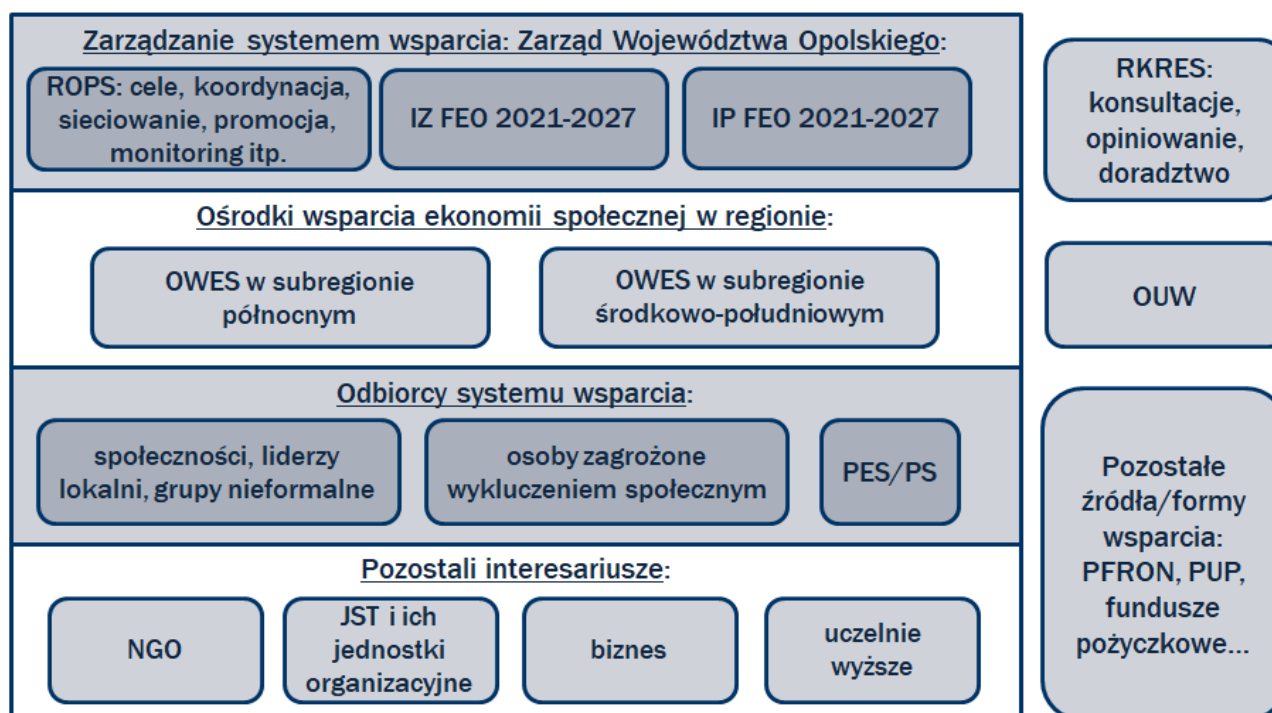 Zarządzanie systemem wsparcia: Zarząd Województwa Opolskiego:
ROPS: cele, koordynacja,
sieciowanie, promocja,
monitoring itp.
IZ FEO 2021-2027
IP FEO 2021-2027
Ośrodki wsparcia ekonomii społecznej w regionie:
OWES w subregionie
północnym
OWES w subregionie
środkowo-południowym
Odbiorcy systemu wsparcia:
społeczności, liderzy
lokalni, grupy nieformalne
osoby zagrożone
wykluczeniem społecznym
PES/PS
Pozostali interesariusze:
NGO
JST i ich
jednostki
organizacyjne
biznes
uczelnie
wyższe
RKRES:
konsultacje,
opiniowanie,
doradztwo
OUW
Pozostałe
źródła/formy
wsparcia:
PFRON, PUP,
fundusze
pożyczkowe...